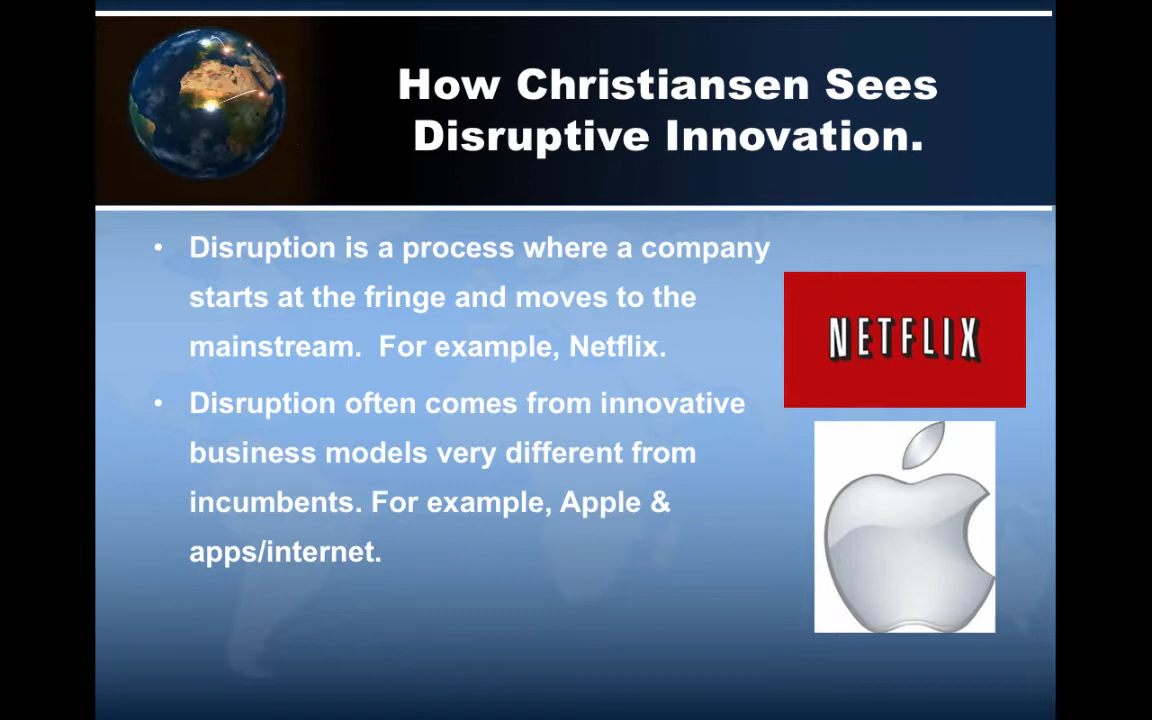 How Christiansen Sees
Disruptive Innovation.
• Disruption is a process where a company
starts at the fringe and moves to the
mainstream.  For example, Netflix.
NETFLIX
• Disruption often comes from innovative
business models very different from
incumbents. For example, Apple &
apps/internet.